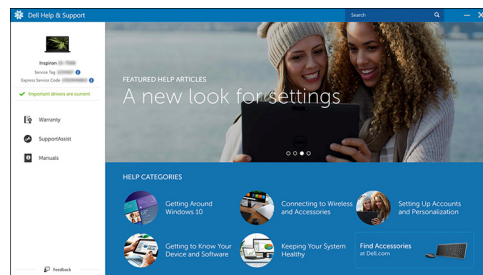 Dell Help & Support
Search
Inspiron
Service Tag
Express Service Code
Important drivers are current
Warranty
SupportAssist
Manuals
Feedback
FEATURED HELP ARTICLES
A new look for settings
HELP CATEGORIES
Getting Around
Windows 10
Connecting to Wireless
and Accessories
Setting Up Accounts
and Personalization
Getting to Know Your
Device and Software
Keeping Your System
Healthy
Find Accessories
at Dell.com